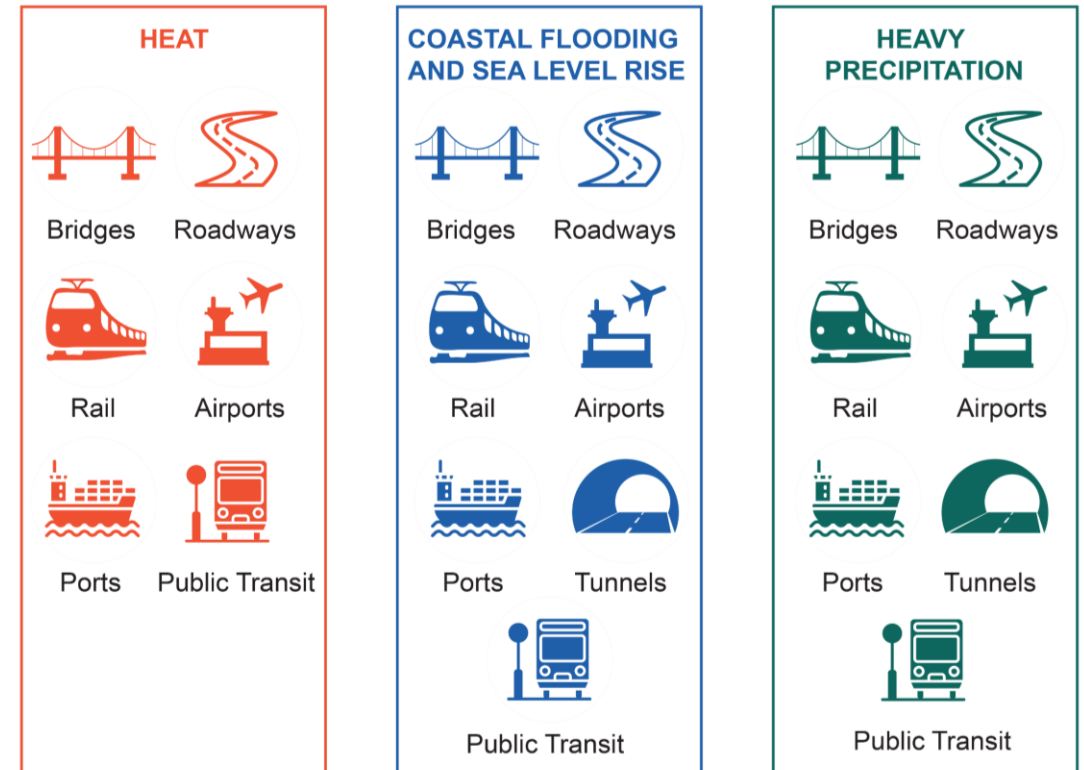 HEAT
Bridges
Roadways
Rail
Airports
Ports
Public Transit
COASTAL FLOODING
AND SEA LEVEL RISE
Bridges
Roadways
Rail
Airports
Ports
Tunnels
Public Transit
HEAVY
PRECIPITATION
Bridges
Roadways
Rail
Airports
Ports
Tunnels
Public Transit